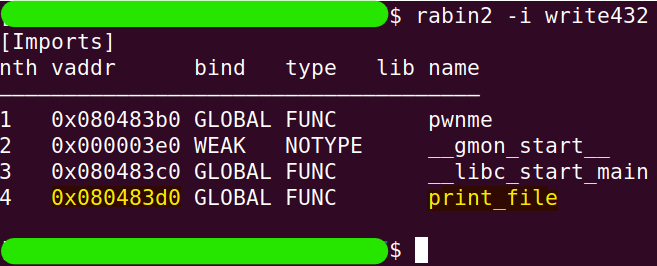 $ rabin2 -i write432
[Imports]
nth vaddr      bind   type   lib name
―――――――――――――――――――――――――――――――――――――
1   0x080483b0 GLOBAL FUNC       pwnme
2   0x000003e0 WEAK   NOTYPE     __gmon_start__
3   0x080483c0 GLOBAL FUNC       __libc_start_main
4   0x080483d0 GLOBAL FUNC       print_file
$